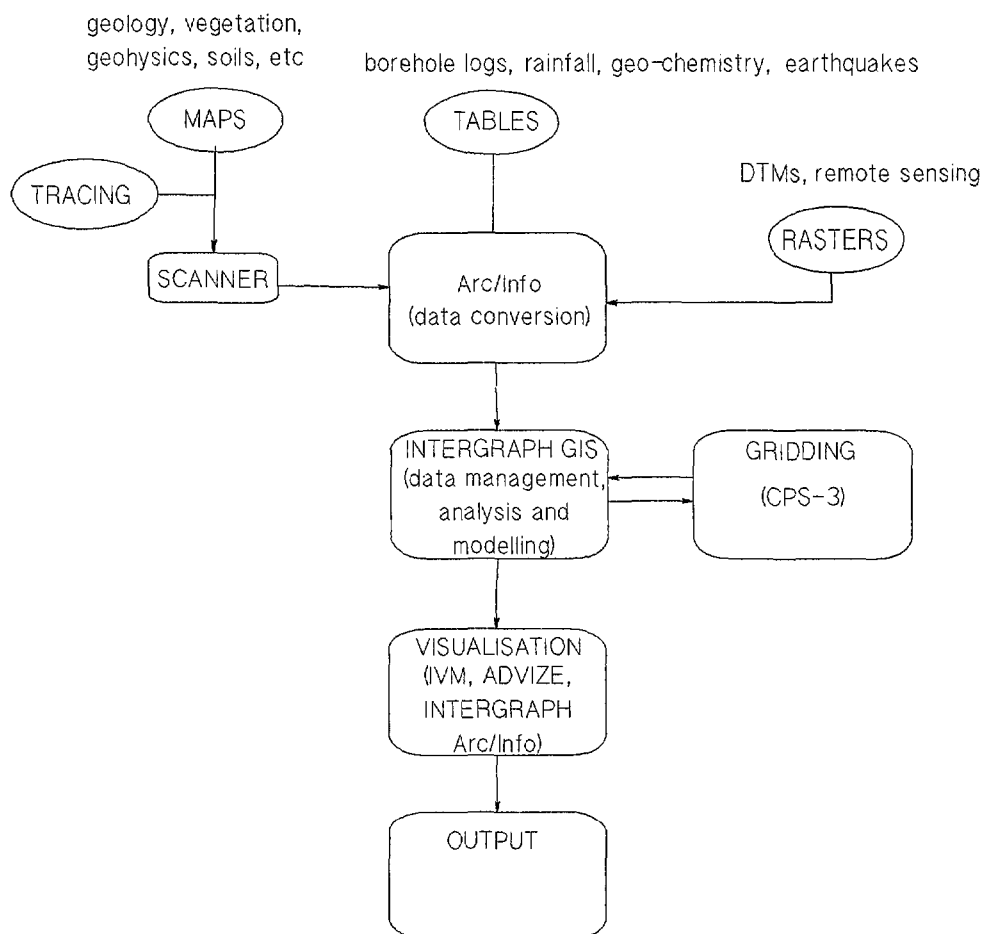 geology, vegetation,
geohysics, soils, etc
borehole logs, rainfall, geo-chemistry, earthquakes
MAPS
TABLES
DTMs, remote sensing
TRACING
RASTERS
SCANNER
Arc/Info
(data conversion)
INTERGRAPH GIS
(data management,
analysis and
modelling)
GRIDDING
(CPS-3)
VISUALISATION
(IVM, ADVIZE,
INTERGRAPH
Arc/Info)
OUTPUT